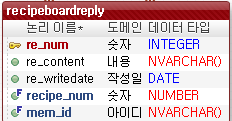 recipeboardreply
논리 이름* 도메인 데이터 타입
re_num 숫자 INTEGER
re_content 내용 NVARCHAR()
re_writedate 작성일 DATE
recipe_num 숫자 NUMBER
mem_id 아이디 NVARCHAR()